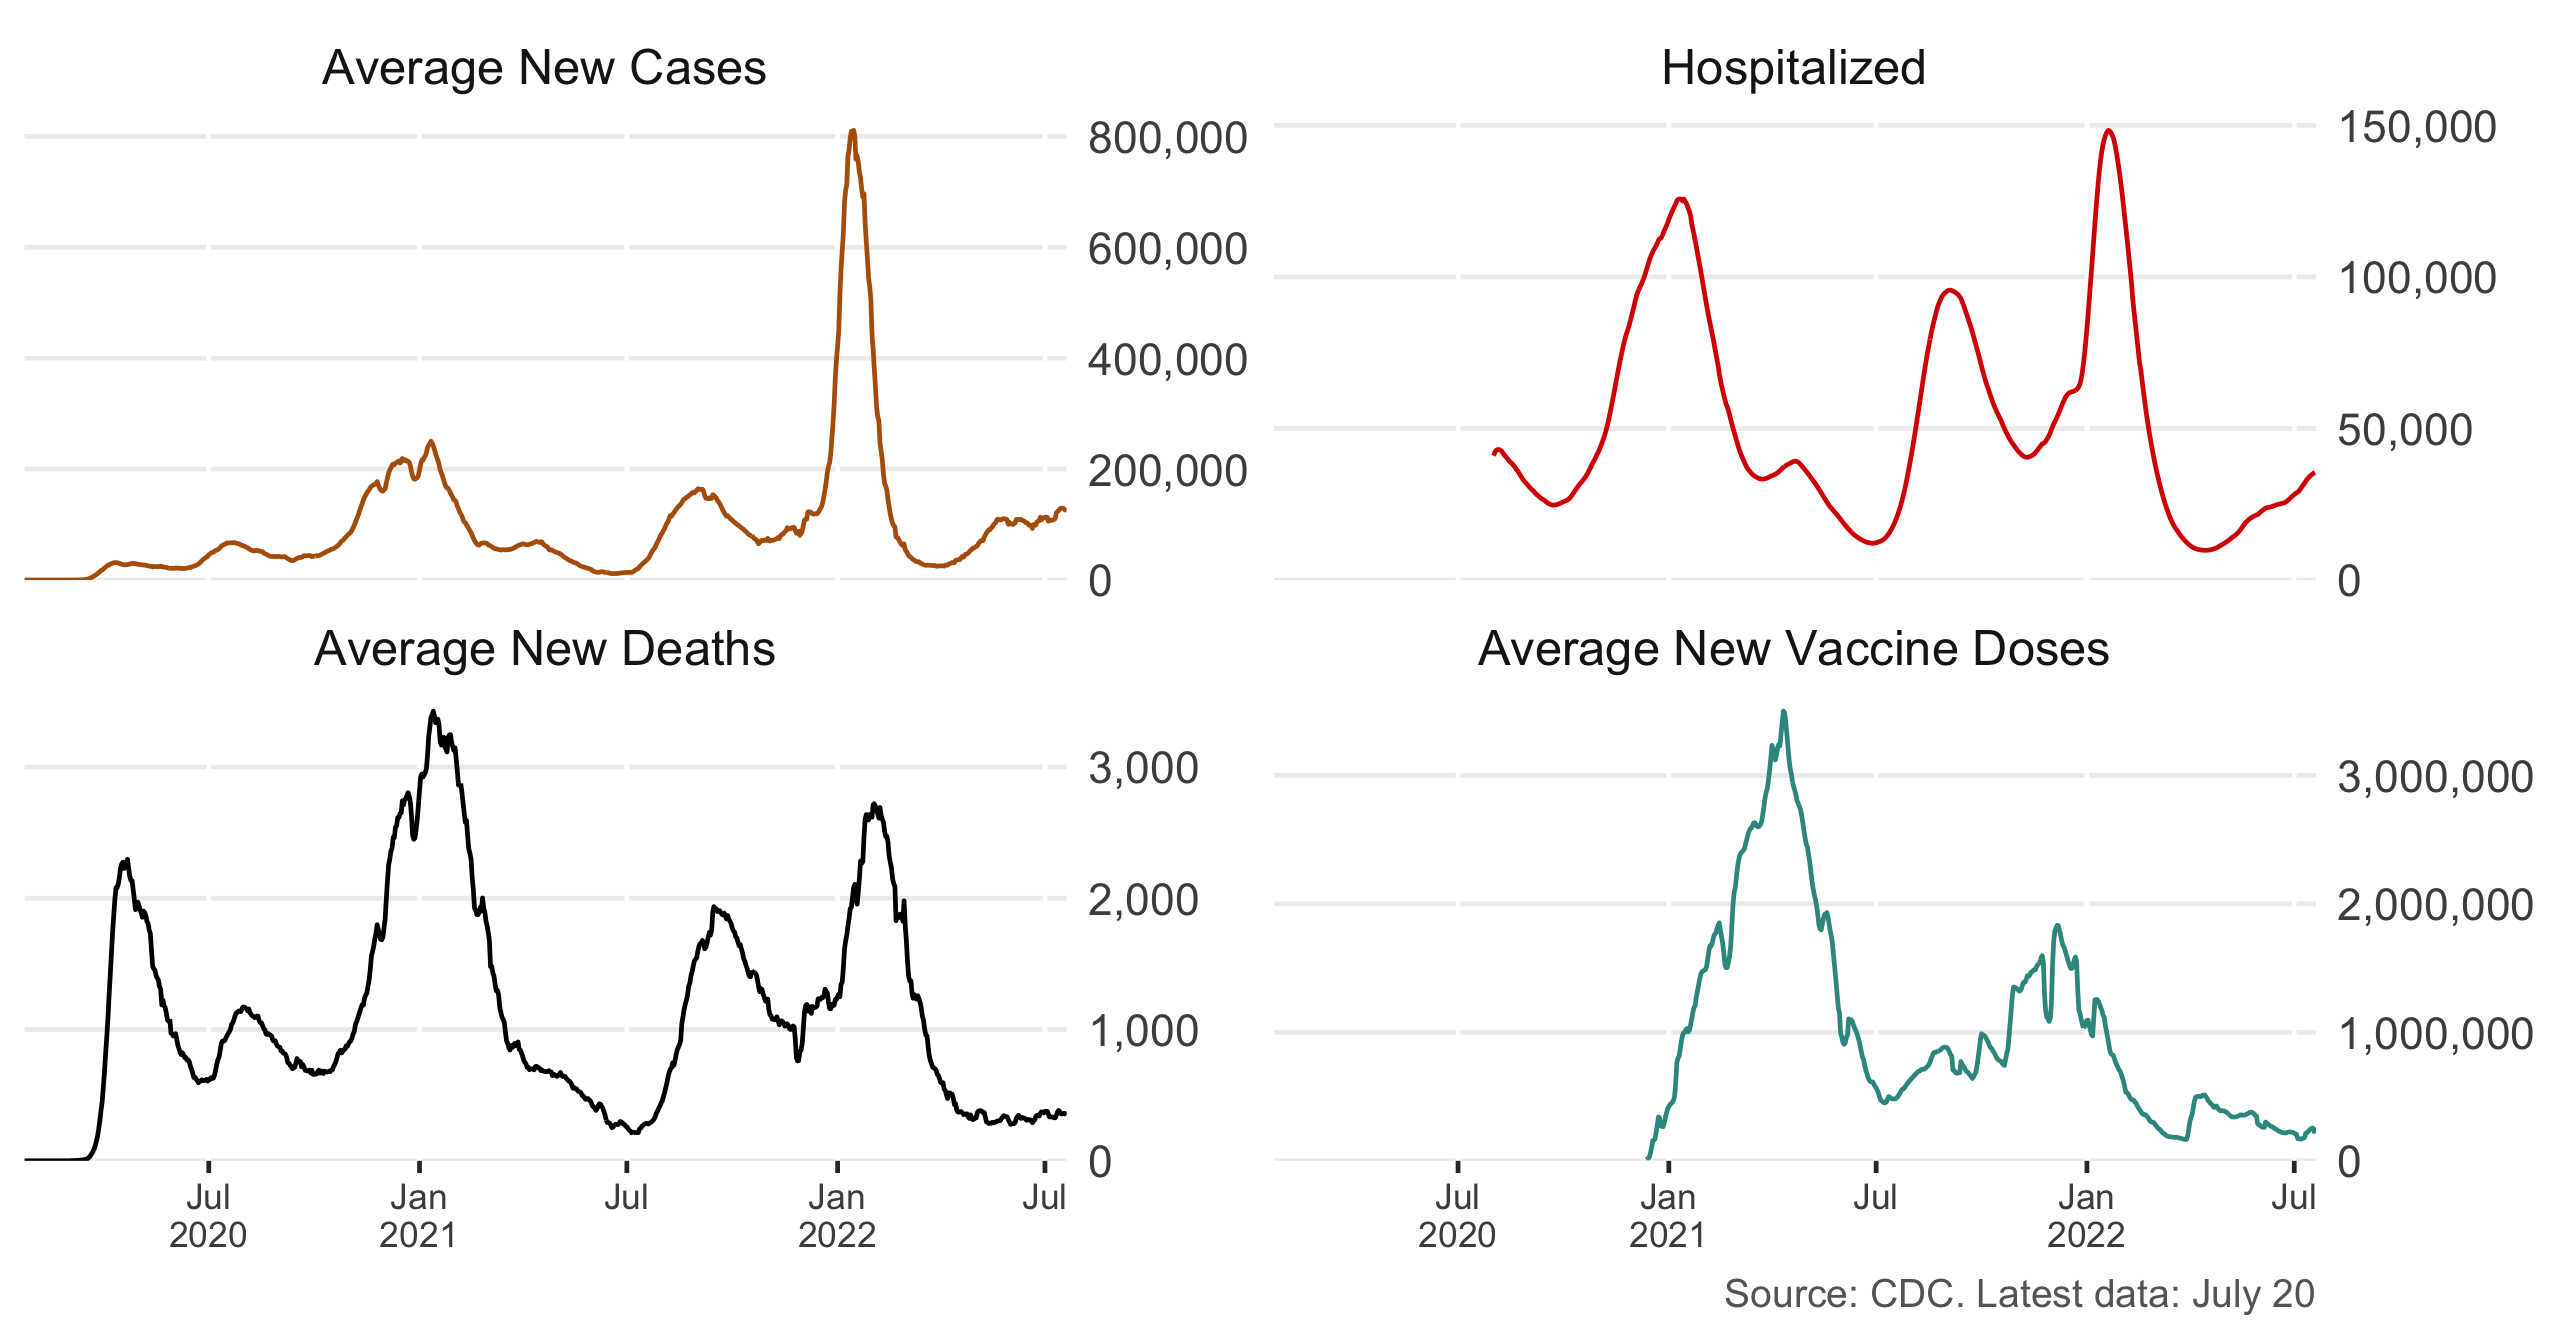 Average New Cases
800,000
600,000
400,000
200,000
0
Hospitalized
150,000
100,000
50,000
0
Average New Deaths
3,000
2,000
1,000
0
Jul Jan Jul Jan Jul
2020 2021 2022
Average New Vaccine Doses
3,000,000
2,000,000
1,000,000
0
Jul Jan Jul Jan Jul
2020 2021 2022
Source: CDC. Latest data: July 20